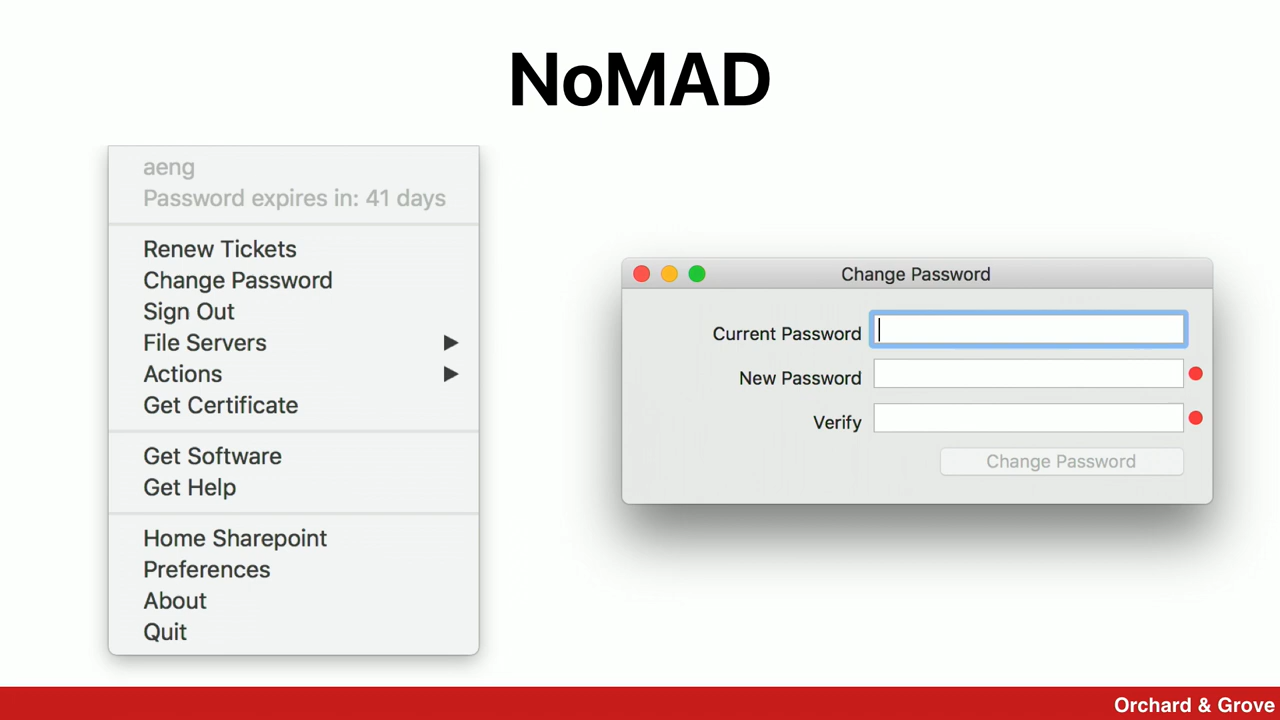 NoMAD
aeng
Password expires in: 41 days
Renew Tickets
Change Password
Sign Out
File Servers
Actions
Get Certificate
Get Software
Get Help
Home Sharepoint
Preferences
About
Quit
Change Password
Current Password
New Password
Verify
Change Password
Orchard & Grove